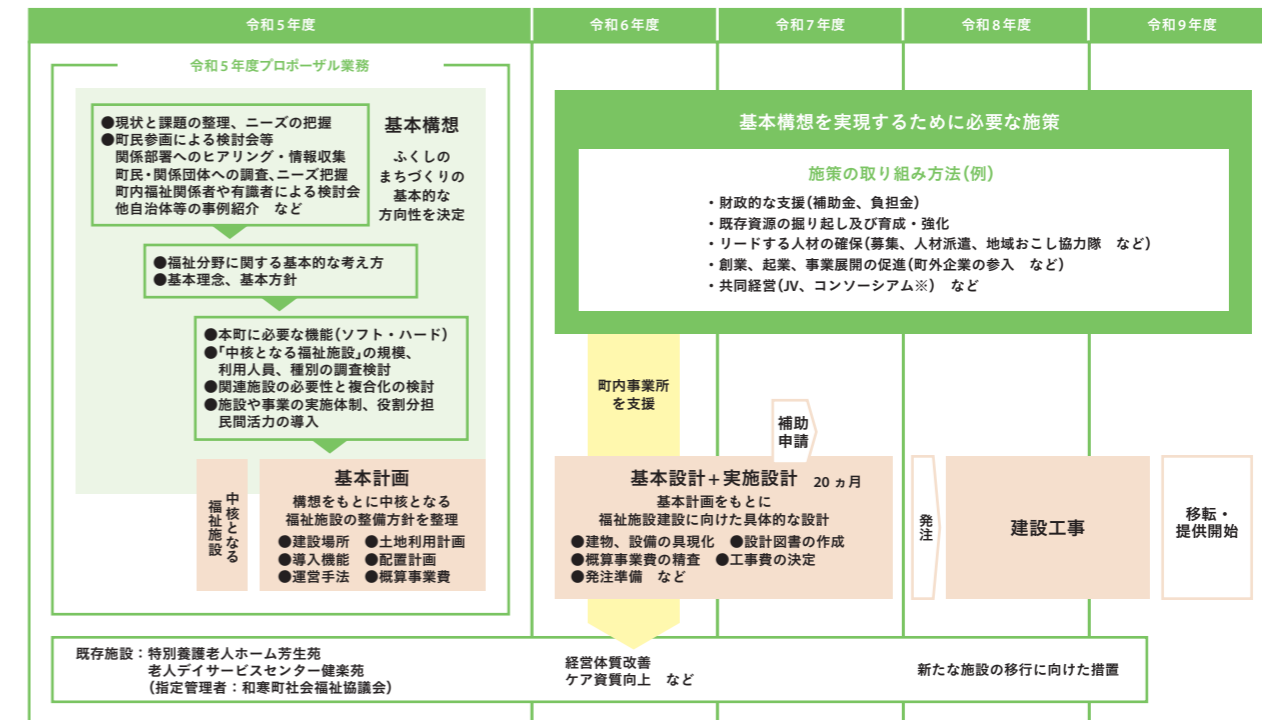 令和5年度
令和6年度
令和7年度
令和8年度
令和9年度
令和5年度プロポーザル業務
●現状と課題の整理、ニーズの把握
●町民参画による検討会等
関係部署へのヒアリング・情報収集
町民・関係団体への調査、ニーズ把握
町内福祉関係者や有識者による検討会
他自治体等の事例紹介　など
基本構想
ふくしの
まちづくりの
基本的な
方向性を決定
●福祉分野に関する基本的な考え方
●基本理念、基本方針
●本町に必要な機能(ソフト・ハード)
●「中核となる福祉施設」の規模、
利用人員、種別の調査検討
●関連施設の必要性と複合化の検討
●施設や事業の実施体制、役割分担
民間活力の導入
中核となる
福祉施設
基本計画
構想をもとに中核となる
福祉施設の整備方針を整理
●建設場所　●土地利用計画
●導入機能　●配置計画
●運営手法　●概算事業費
基本構想を実現するために必要な施策
施策の取り組み方法(例)
・財政的な支援(補助金、負担金)
・既存資源の掘り起し及び育成・強化
・リードする人材の確保(募集、人材派遣、地域おこし協力隊　など)
・創業、起業、事業展開の促進(町外企業の参入　など)
・共同経営(JV、コンソーシアム※)　など
町内事業所
を支援
補助
申請
基本設計+実施設計　20ヵ月
基本計画をもとに
福祉施設建設に向けた具体的な設計
●建物、設備の具現化　●設計図書の作成
●概算事業費の精査　●工事費の決定
●発注準備　など
発注
建設工事
移転・
提供開始
既存施設：特別養護老人ホーム芳生苑
老人デイサービスセンター健楽苑
(指定管理者：和寒町社会福祉協議会)
経営体質改善
ケア資質向上　など
新たな施設の移行に向けた措置